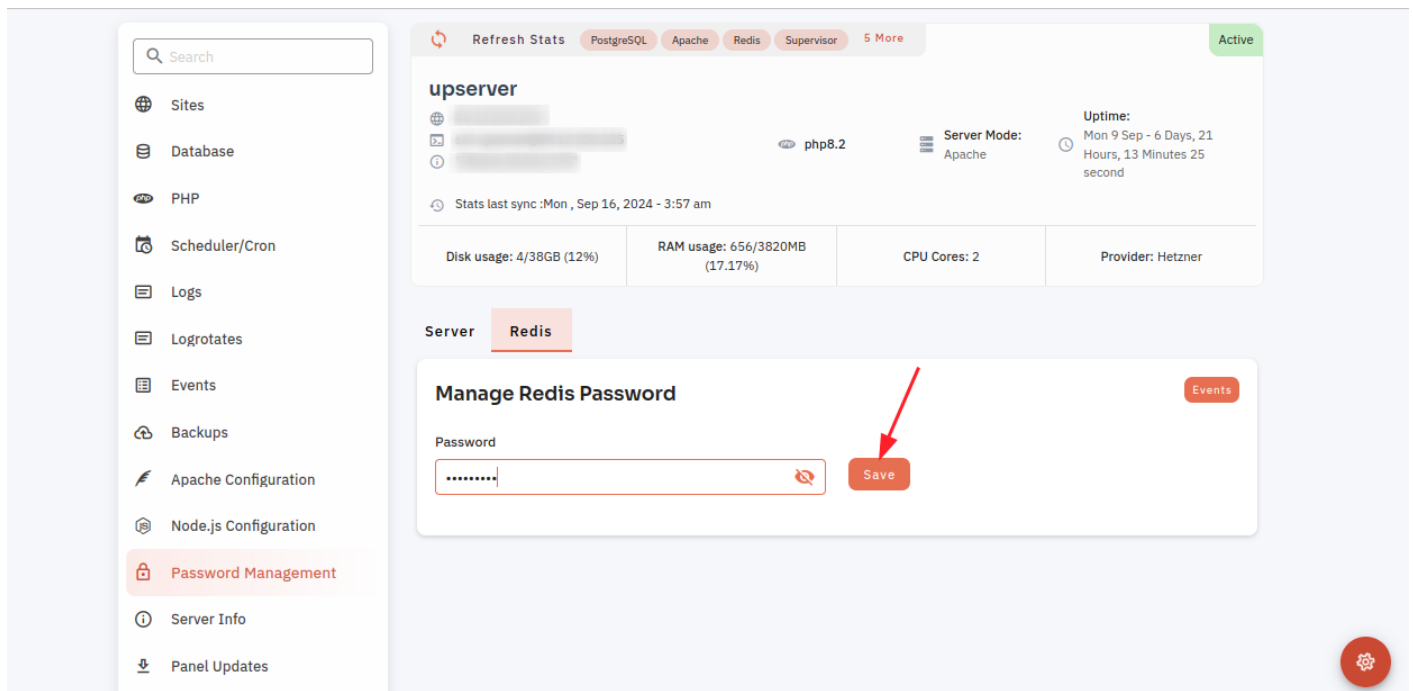 Search
Sites
Database
PHP
Scheduler/Cron
Logs
Logrotates
Events
Backups
Apache Configuration
Node.js Configuration
Password Management
Server Info
Panel Updates
Refresh Stats PostgreSQL Apache Redis Supervisor 5 More
Active
upserver
php php8.2
Server Mode:
Apache
Uptime:
Mon 9 Sep - 6 Days, 21
Hours, 13 Minutes 25
second
Stats last sync :Mon , Sep 16, 2024 - 3:57 am
Disk usage: 4/38GB (12%)
RAM usage: 656/3820MB
(17.17%)
CPU Cores: 2
Provider: Hetzner
Server Redis
Manage Redis Password
Events
Password
•••••••••
Save